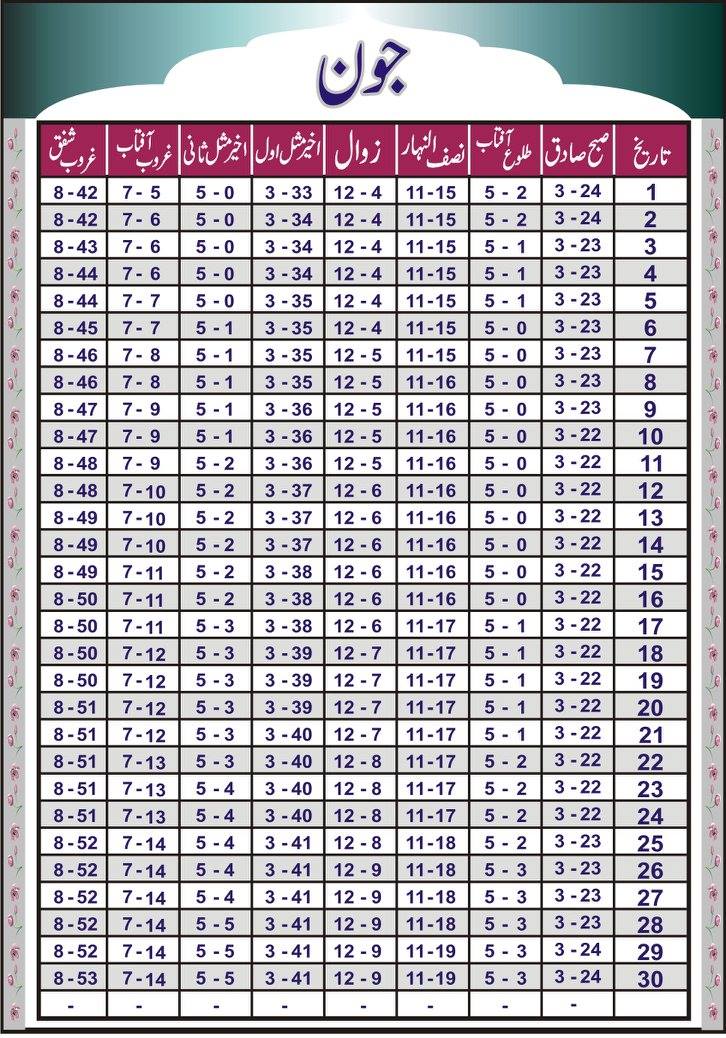 جون
تاریخ صبح صادق طلوع آفتاب نصف النہار زوال اخیر مثل اول اخیر مثل ثانی غروب آفتاب غروب شفق
1 3-24 5-2 11-15 12-4 3-33 5-0 7-5 8-42
2 3-24 5-2 11-15 12-4 3-34 5-0 7-6 8-42
3 3-23 5-1 11-15 12-4 3-34 5-0 7-6 8-43
4 3-23 5-1 11-15 12-4 3-34 5-0 7-6 8-44
5 3-23 5-1 11-15 12-4 3-35 5-0 7-7 8-44
6 3-23 5-0 11-15 12-4 3-35 5-1 7-7 8-45
7 3-23 5-0 11-15 12-5 3-35 5-1 7-8 8-46
8 3-23 5-0 11-16 12-5 3-35 5-1 7-8 8-46
9 3-23 5-0 11-16 12-5 3-36 5-1 7-9 8-47
10 3-22 5-0 11-16 12-5 3-36 5-1 7-9 8-47
11 3-22 5-0 11-16 12-5 3-36 5-2 7-9 8-48
12 3-22 5-0 11-16 12-6 3-37 5-2 7-10 8-48
13 3-22 5-0 11-16 12-6 3-37 5-2 7-10 8-49
14 3-22 5-0 11-16 12-6 3-37 5-2 7-10 8-49
15 3-22 5-0 11-16 12-6 3-38 5-2 7-11 8-49
16 3-22 5-0 11-16 12-6 3-38 5-2 7-11 8-50
17 3-22 5-1 11-17 12-6 3-38 5-3 7-11 8-50
18 3-22 5-1 11-17 12-7 3-39 5-3 7-12 8-50
19 3-22 5-1 11-17 12-7 3-39 5-3 7-12 8-50
20 3-22 5-1 11-17 12-7 3-39 5-3 7-12 8-51
21 3-22 5-1 11-17 12-7 3-40 5-3 7-12 8-51
22 3-22 5-2 11-17 12-8 3-40 5-3 7-13 8-51
23 3-22 5-2 11-17 12-8 3-40 5-4 7-13 8-51
24 3-22 5-2 11-17 12-8 3-40 5-4 7-13 8-51
25 3-23 5-2 11-18 12-8 3-41 5-4 7-14 8-52
26 3-23 5-3 11-18 12-9 3-41 5-4 7-14 8-52
27 3-23 5-3 11-18 12-9 3-41 5-4 7-14 8-52
28 3-23 5-3 11-18 12-9 3-41 5-5 7-14 8-52
29 3-24 5-3 11-19 12-9 3-41 5-5 7-14 8-52
30 3-24 5-3 11-19 12-9 3-41 5-5 7-14 8-53
- - - - - - - -